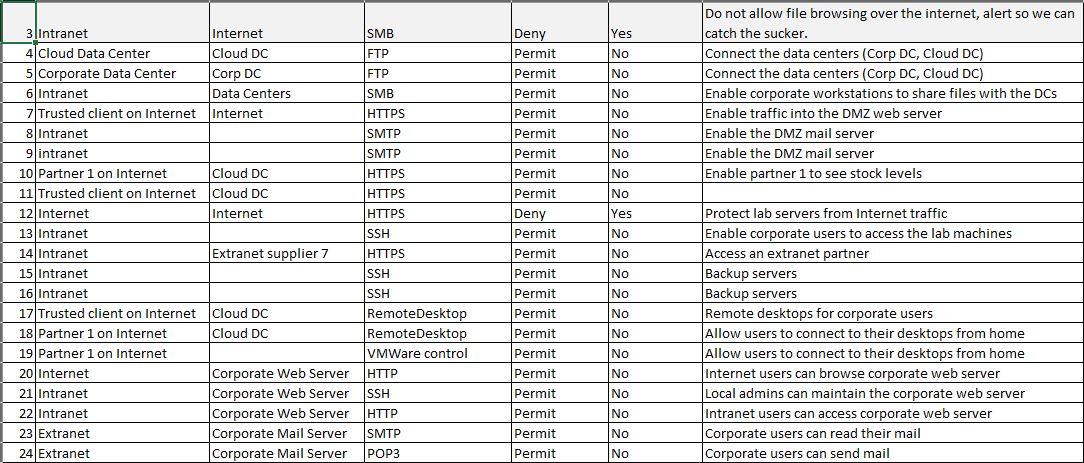 Do not allow file browsing over the internet, alert so we can
3 Intranet Internet SMB Deny Yes catch the sucker.
4 Cloud Data Center Cloud DC FTP Permit No Connect the data centers (Corp DC, Cloud DC)
5 Corporate Data Center Corp DC FTP Permit No Connect the data centers (Corp DC, Cloud DC)
6 Intranet Data Centers SMB Permit No Enable corporate workstations to share files with the DCs
7 Trusted client on Internet Internet HTTPS Permit No Enable traffic into the DMZ web server
8 Intranet SMTP Permit No Enable the DMZ mail server
9 intranet SMTP Permit No Enable the DMZ mail server
10 Partner 1 on Internet Cloud DC HTTPS Permit No Enable partner 1 to see stock levels
11 Trusted client on Internet Cloud DC HTTPS Permit No
12 Internet Internet HTTPS Deny Yes Protect lab servers from Internet traffic
13 Intranet SSH Permit No Enable corporate users to access the lab machines
14 Intranet Extranet supplier 7 HTTPS Permit No Access an extranet partner
15 Intranet SSH Permit No Backup servers
16 Intranet SSH Permit No Backup servers
17 Trusted client on Internet Cloud DC RemoteDesktop Permit No Remote desktops for corporate users
18 Partner 1 on Internet Cloud DC RemoteDesktop Permit No Allow users to connect to their desktops from home
19 Partner 1 on Internet VMWare control Permit No Allow users to connect to their desktops from home
20 Internet Corporate Web Server HTTP Permit No Internet users can browse corporate web server
21 Intranet Corporate Web Server SSH Permit No Local admins can maintain the corporate web server
22 Intranet Corporate Web Server HTTP Permit No Intranet users can access corporate web server
23 Extranet Corporate Mail Server SMTP Permit No Corporate users can read their mail
24 Extranet Corporate Mail Server POP3 Permit No Corporate users can send mail